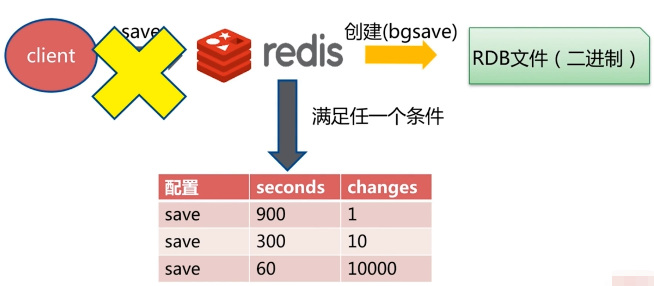 client
save
redis
创建(bgsave)
RDB文件（二进制）
满足任一个条件
配置 seconds changes
save 900 1
save 300 10
save 60 10000